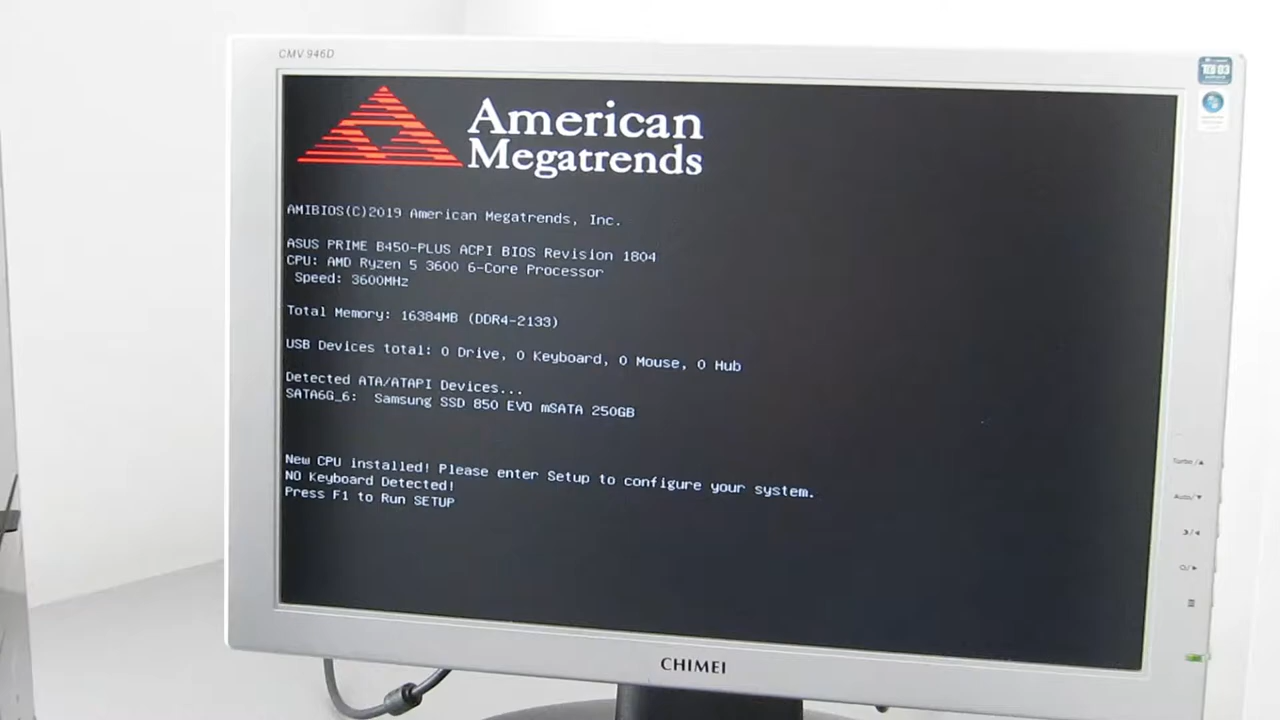 CMV 946D
American
Megatrends
AMIBIOS(C)2019 American Megatrends, Inc.
ASUS PRIME B450-PLUS ACPI BIOS Revision 1804
CPU: AMD Ryzen 5 3600 6-Core Processor
Speed: 3600MHz
Total Memory: 16384MB (DDR4-2133)
USB Devices total: 0 Drive, 0 Keyboard, 0 Mouse, 0 Hub
Detected ATA/ATAPI Devices...
SATA6G_6: Samsung SSD 850 EVO mSATA 250GB
New CPU installed! Please enter Setup to configure your system.
NO Keyboard Detected!
Press F1 to Run SETUP
Turbo/▲
Auto/▼
CHIMEI